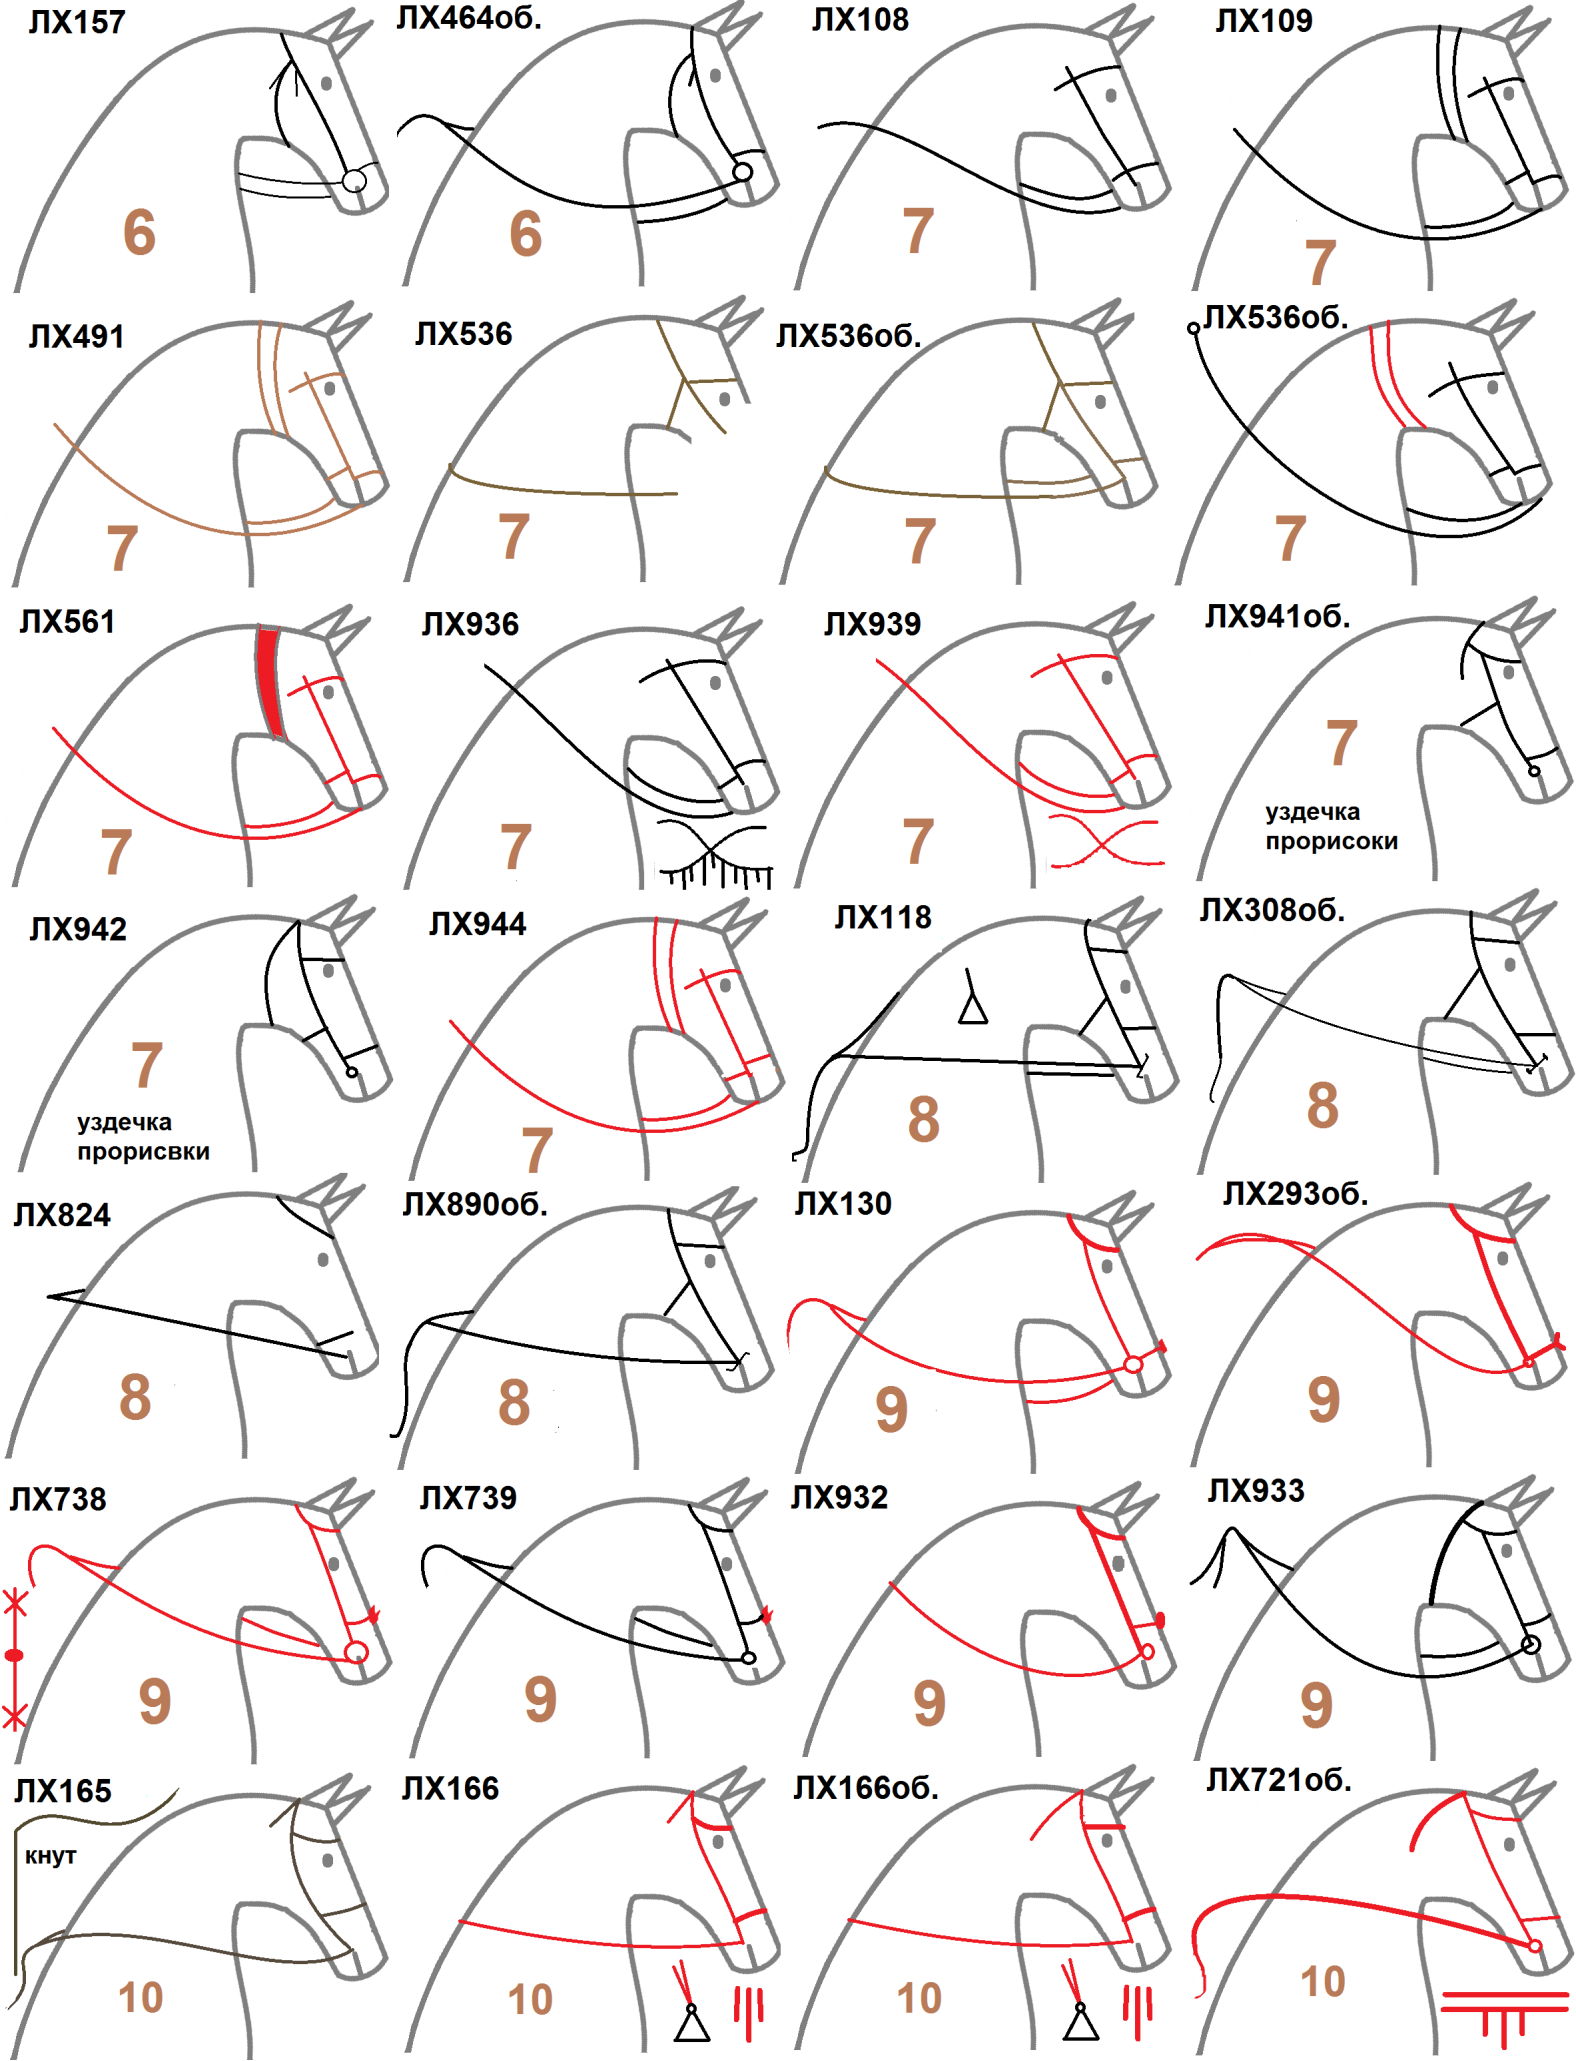 ЛХ157
ЛХ464об.
ЛХ108
ЛХ109
6
6
7
7
ЛХ491
ЛХ536
ЛХ536об.
ЛХ536об.
7
7
7
7
ЛХ561
ЛХ936
ЛХ939
ЛХ941об.
7
7
7
7
уздечка
прорисоки
ЛХ942
ЛХ944
ЛХ118
ЛХ308об.
7
7
8
8
уздечка
прорисвки
ЛХ824
ЛХ890об.
ЛХ130
ЛХ293об.
8
8
9
9
ЛХ738
ЛХ739
ЛХ932
ЛХ933
9
9
9
9
ЛХ165
ЛХ166
ЛХ166об.
ЛХ721об.
кнут
10
10
10
10